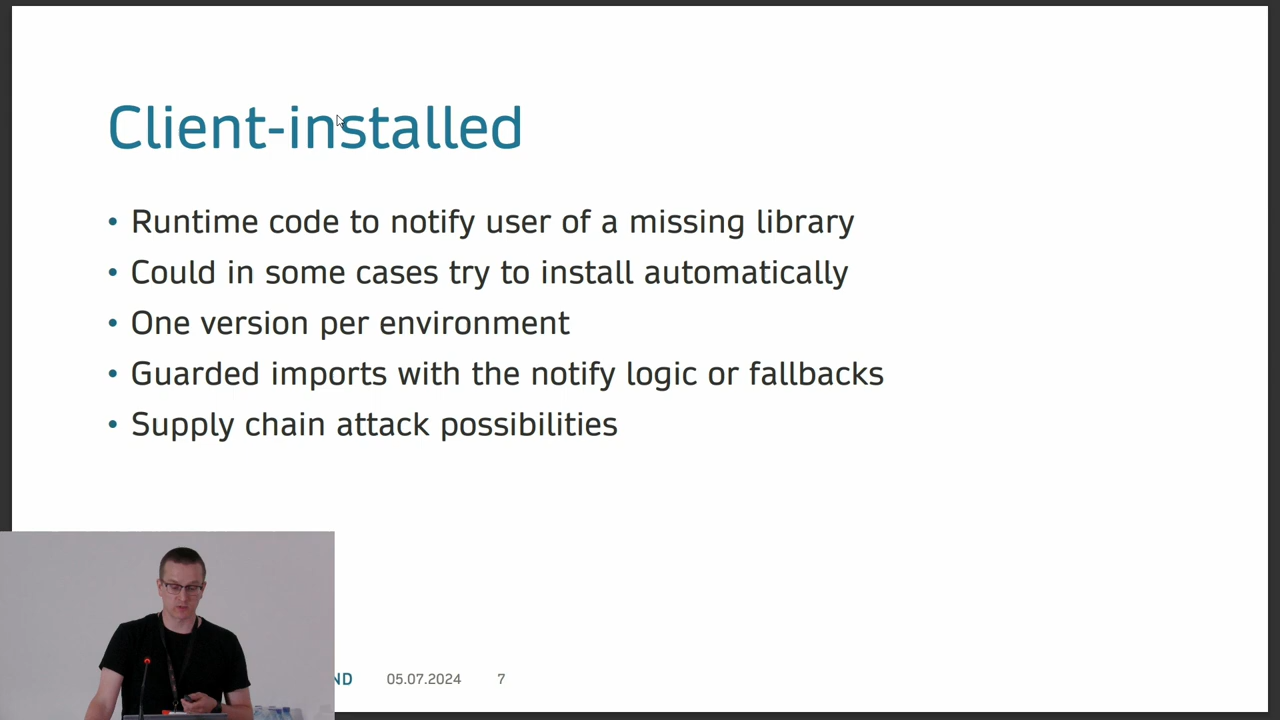 Client-installed
• Runtime code to notify user of a missing library
• Could in some cases try to install automatically
• One version per environment
• Guarded imports with the notify logic or fallbacks
• Supply chain attack possibilities
05.07.2024 7